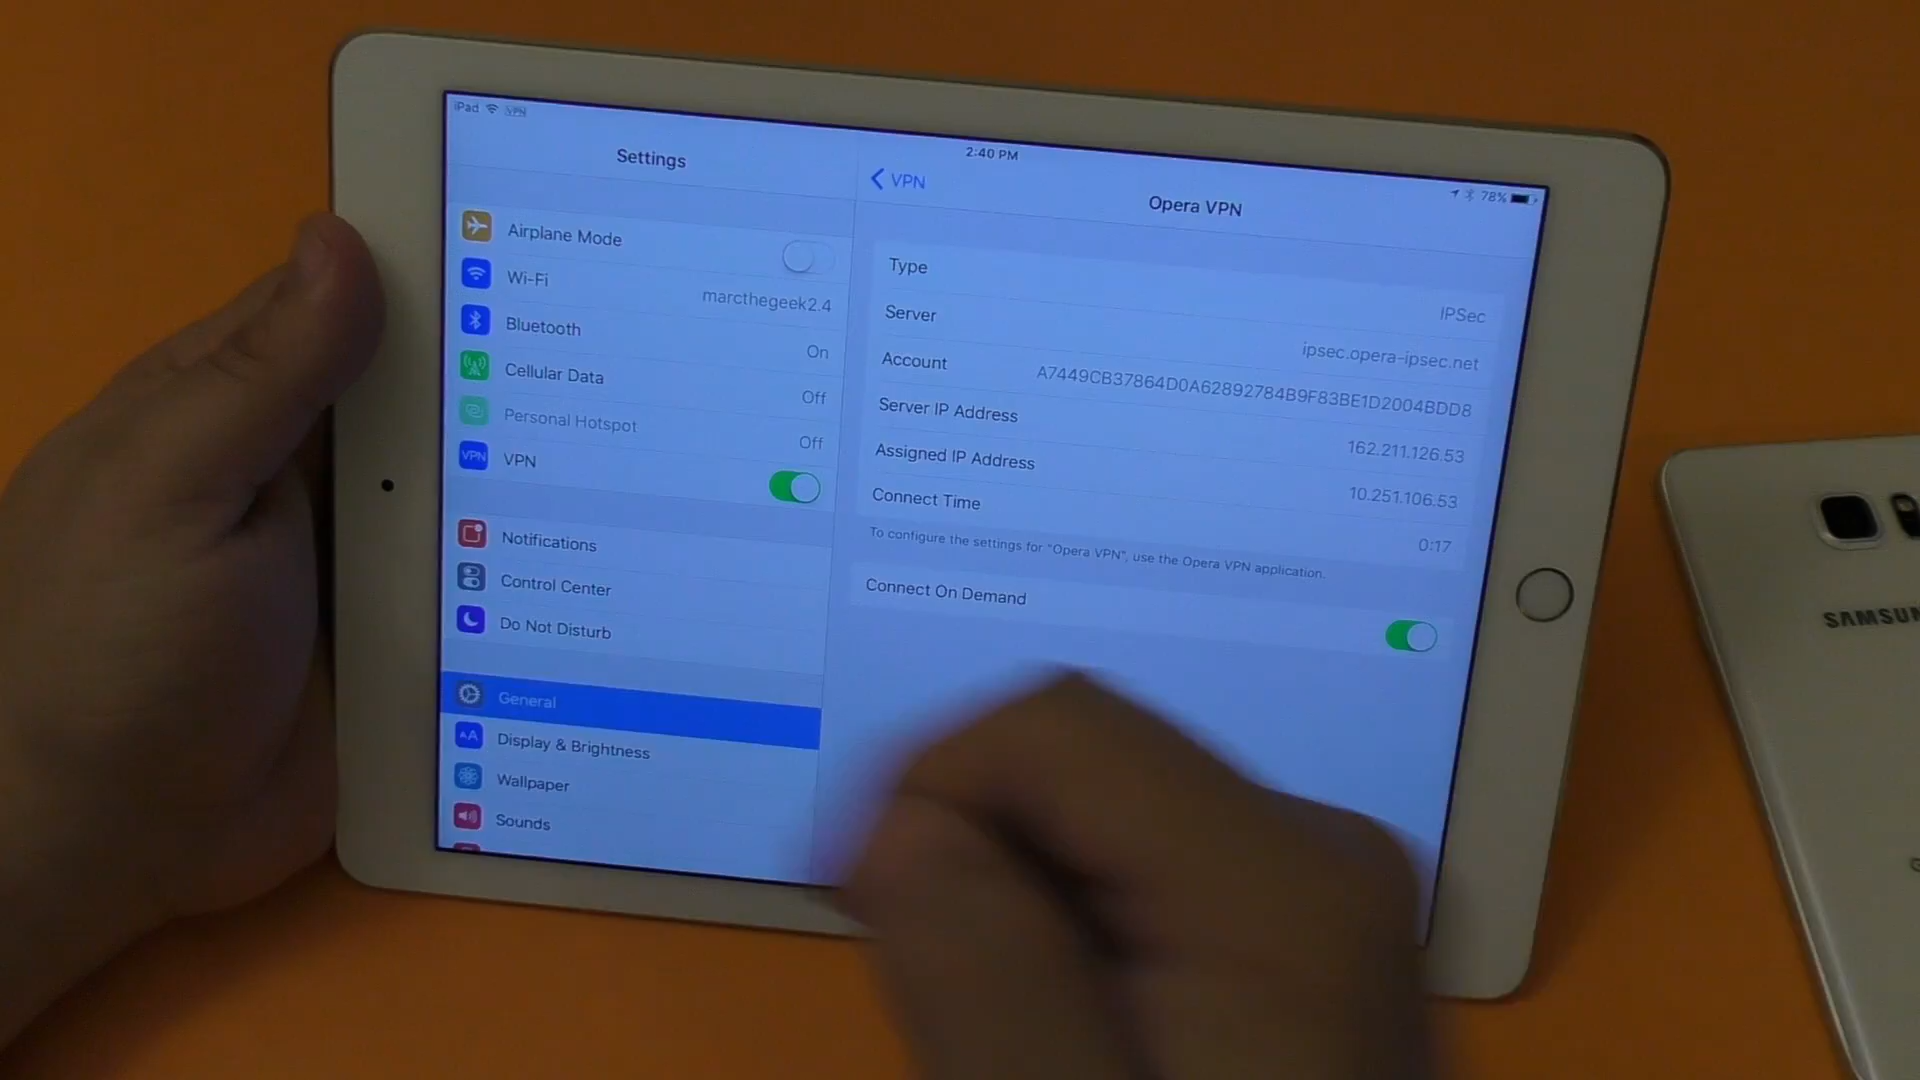 iPad VPN
2:40 PM
78%
Settings
Airplane Mode
Wi-Fi marcthegeek2.4
Bluetooth On
Cellular Data Off
Personal Hotspot Off
VPN VPN
Notifications
Control Center
Do Not Disturb
General
AA Display & Brightness
Wallpaper
Sounds
VPN
Opera VPN
Type IPSec
Server ipsec.opera-ipsec.net
Account A7449CB37864D0A62892784B9F83BE1D2004BDD8
Server IP Address 162.211.126.53
Assigned IP Address 10.251.106.53
Connect Time 0:17
To configure the settings for "Opera VPN", use the Opera VPN application.
Connect On Demand
SAMSUN